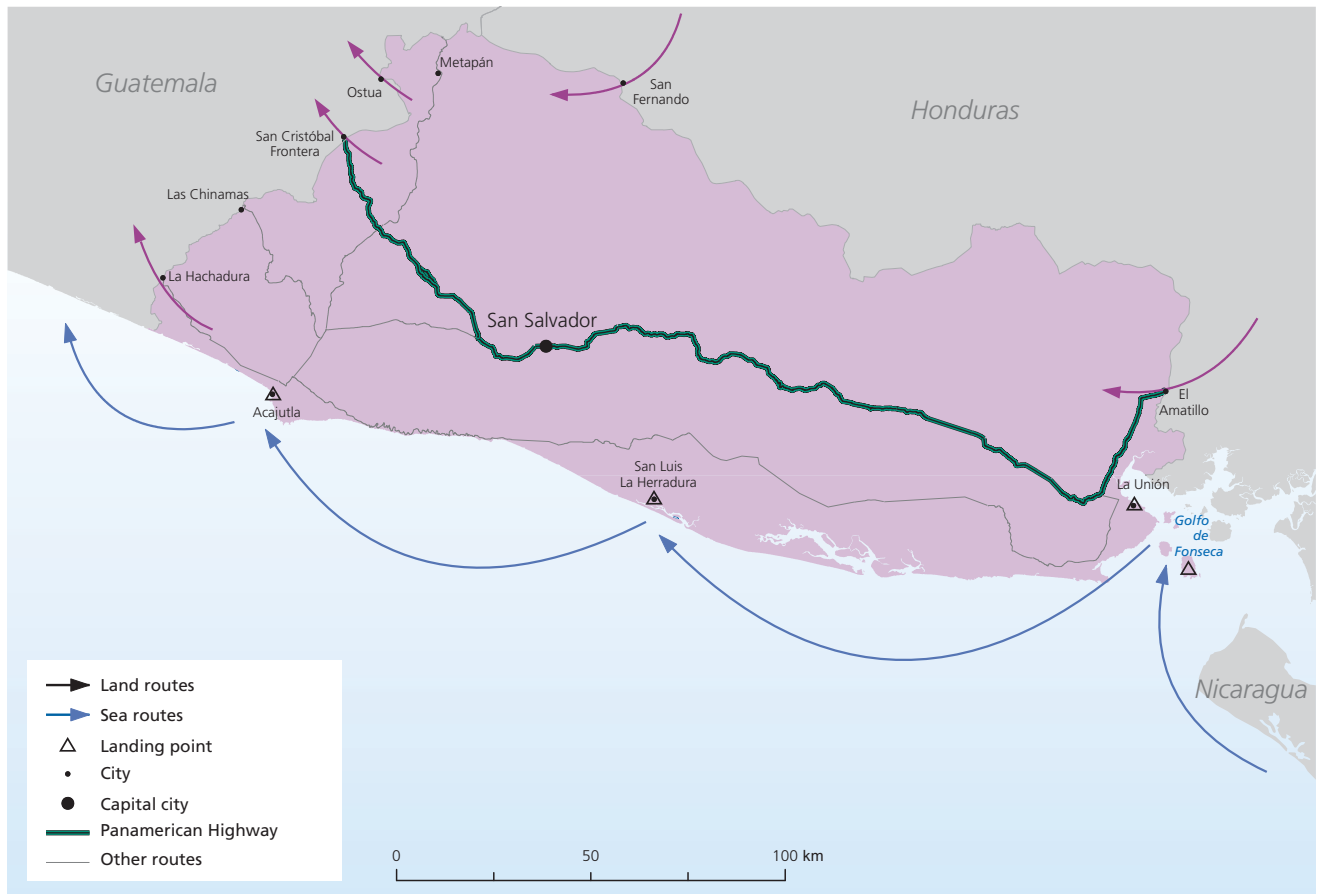 Metapán
Guatemala
Ostua
San
Fernando
Honduras
San Cristóbal
Frontera
Las Chinamas
La Hachadura
San Salvador
El
Amatillo
Acajutla
San Luis
La Herradura
La Unión
Golfo
de
Fonseca
Nicaragua
Land routes
Sea routes
Landing point
City
Capital city
Panamerican Highway
Other routes
0 50 100 km